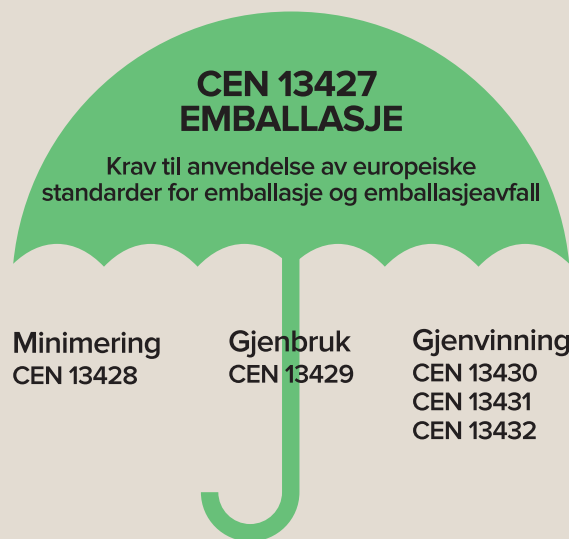 CEN 13427
EMBALLASJE
Krav til anvendelse av europeiske
standarder for emballasje og emballasjeavfall
Minimering
CEN 13428
Gjenbruk
CEN 13429
Gjenvinning
CEN 13430
CEN 13431
CEN 13432